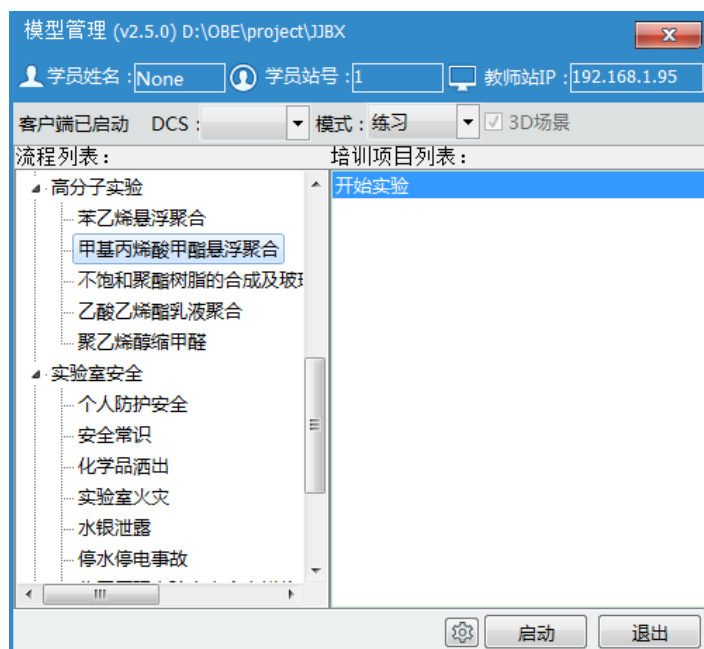 模型管理 (v2.5.0) D:\OBE\project\JJBX
学员姓名: None 学员站号: 1 教师站IP: 192.168.1.95
客户端已启动 DCS: 模式: 练习 3D场景
流程列表: 培训项目列表:
高分子实验 开始实验
苯乙烯悬浮聚合
甲基丙烯酸甲酯悬浮聚合
不饱和聚酯树脂的合成及玻
乙酸乙烯酯乳液聚合
聚乙烯醇缩甲醛
实验室安全
个人防护安全
安全常识
化学品洒出
实验室火灾
水银泄露
停水停电事故
启动 退出